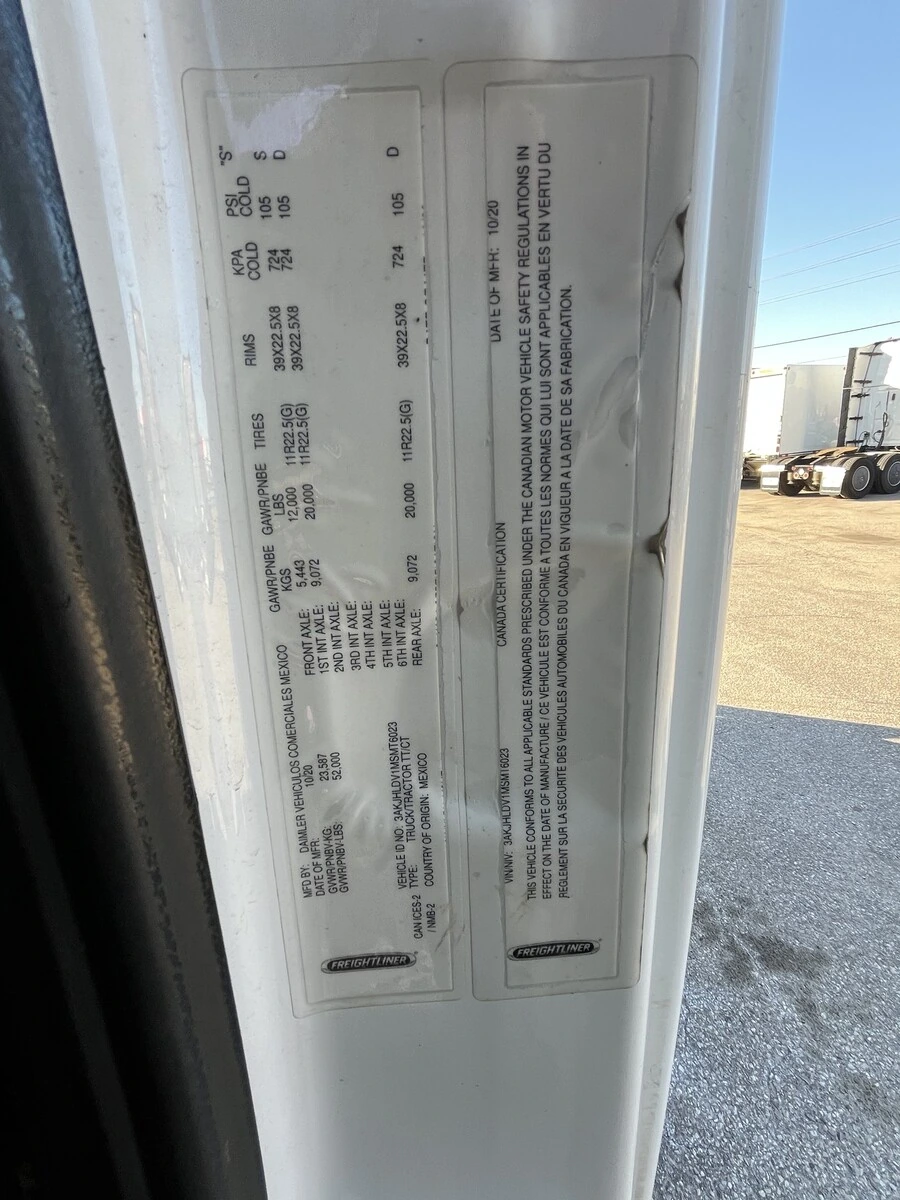 FREIGHTLINER
MFD BY: DAIMLER VEHICULOS COMERCIALES MEXICO
DATE OF MFR: 10/20
GVWR/PNBV-KG: 23,587
GVWR/PNBV-LBS: 52,000
CAN ICES-2
/ NMB-2
VEHICLE ID NO. 3AKJHLDV1MSMT6023
TYPE: TRUCK/TRACTOR TT/CT
COUNTRY OF ORIGIN: MEXICO
GAWR/PNBE GAWR/PNBE TIRES RIMS KPA PSI "S"
KGS LBS COLD COLD
FRONT AXLE: 5,443 12,000 11R22.5(G) 39X22.5X8 724 105 S
1ST INT AXLE: 9,072 20,000 11R22.5(G) 39X22.5X8 724 105 D
2ND INT AXLE:
3RD INT AXLE:
4TH INT AXLE:
5TH INT AXLE:
6TH INT AXLE:
REAR AXLE: 9,072 20,000 11R22.5(G) 39X22.5X8 724 105 D
FREIGHTLINER
CANADA CERTIFICATION DATE OF MFR: 10/20
VIN/NIV: 3AKJHLDV1MSMT6023
THIS VEHICLE CONFORMS TO ALL APPLICABLE STANDARDS PRESCRIBED UNDER THE CANADIAN MOTOR VEHICLE SAFETY REGULATIONS IN
EFFECT ON THE DATE OF MANUFACTURE / CE VEHICULE EST CONFORME A TOUTES LES NORMES QUI LUI SONT APPLICABLES EN VERTU DU
REGLEMENT SUR LA SECURITE DES VEHICULES AUTOMOBILES DU CANADA EN VIGUEUR A LA DATE DE SA FABRICATION.